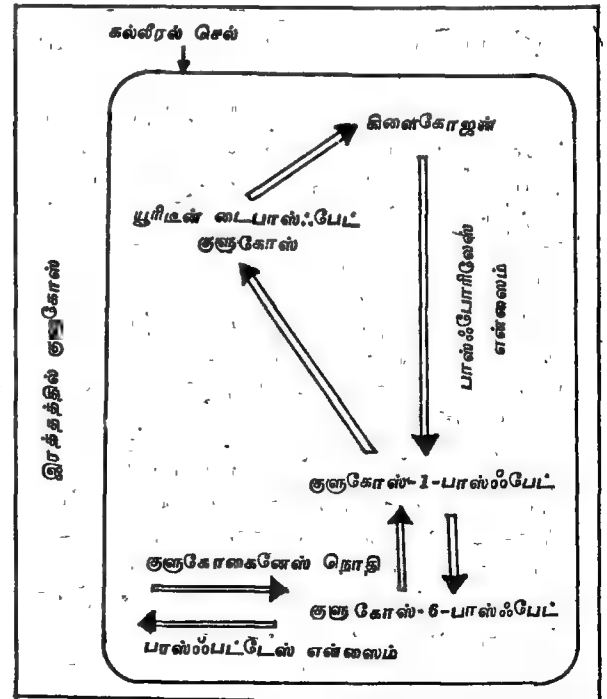 கல்லீரல் செல்
கிளைகோஜன்
யூரிடீன் டைபாஸ்ஃபேட்
குளுகோஸ்
பாஸ்ஃபோரிலேஸ்
என்ஸைம்
இரத்தத்தில் குளுகோஸ்
குளுகோஸ்-1-பாஸ்ஃபேட்
குளுகோகைனேஸ் நொதி
குளுகோஸ்-6-பாஸ்ஃபேட்
பாஸ்ஃபட்டேஸ் என்ஸைம்